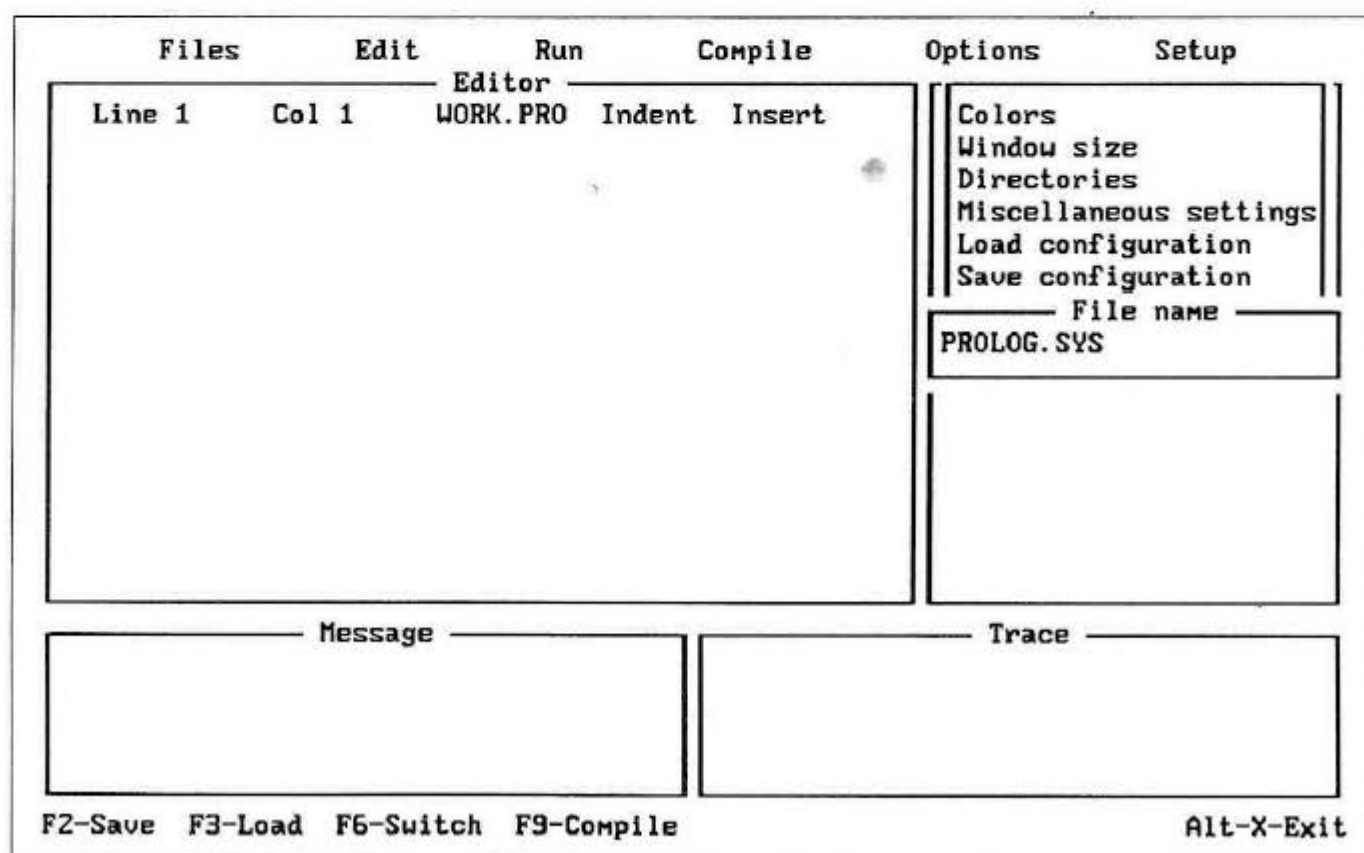 Files Edit Run Compile Options Setup
Editor
Line 1 Col 1 WORK.PRO Indent Insert
Colors
Window size
Directories
Miscellaneous settings
Load configuration
Save configuration
File name
PROLOG.SYS
Message
Trace
F2-Save F3-Load F6-Switch F9-Compile Alt-X-Exit